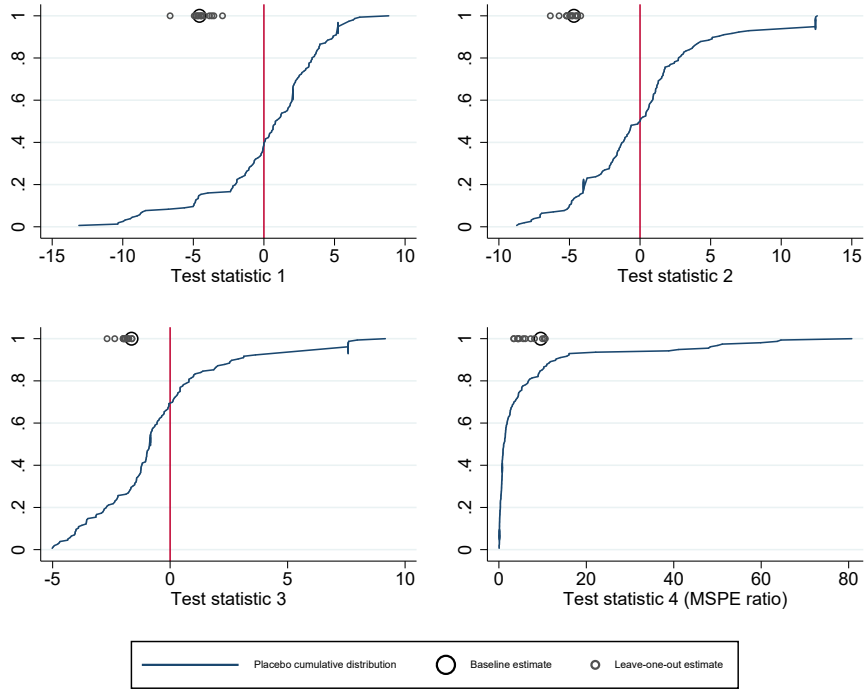 0 .2 .4 .6 .8 1
-15 -10 -5 0 5 10
Test statistic 1
0 .2 .4 .6 .8 1
-10 -5 0 5 10 15
Test statistic 2
0 .2 .4 .6 .8 1
-5 0 5 10
Test statistic 3
0 .2 .4 .6 .8 1
0 20 40 60 80
Test statistic 4 (MSPE ratio)
Placebo cumulative distribution Baseline estimate Leave-one-out estimate